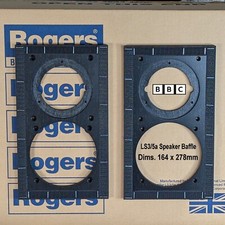 Rogers
Rogers
BBC
Rogers
LS3/5a Speaker Baffle
Dims. 164 x 278mm
Rogers
Rogers